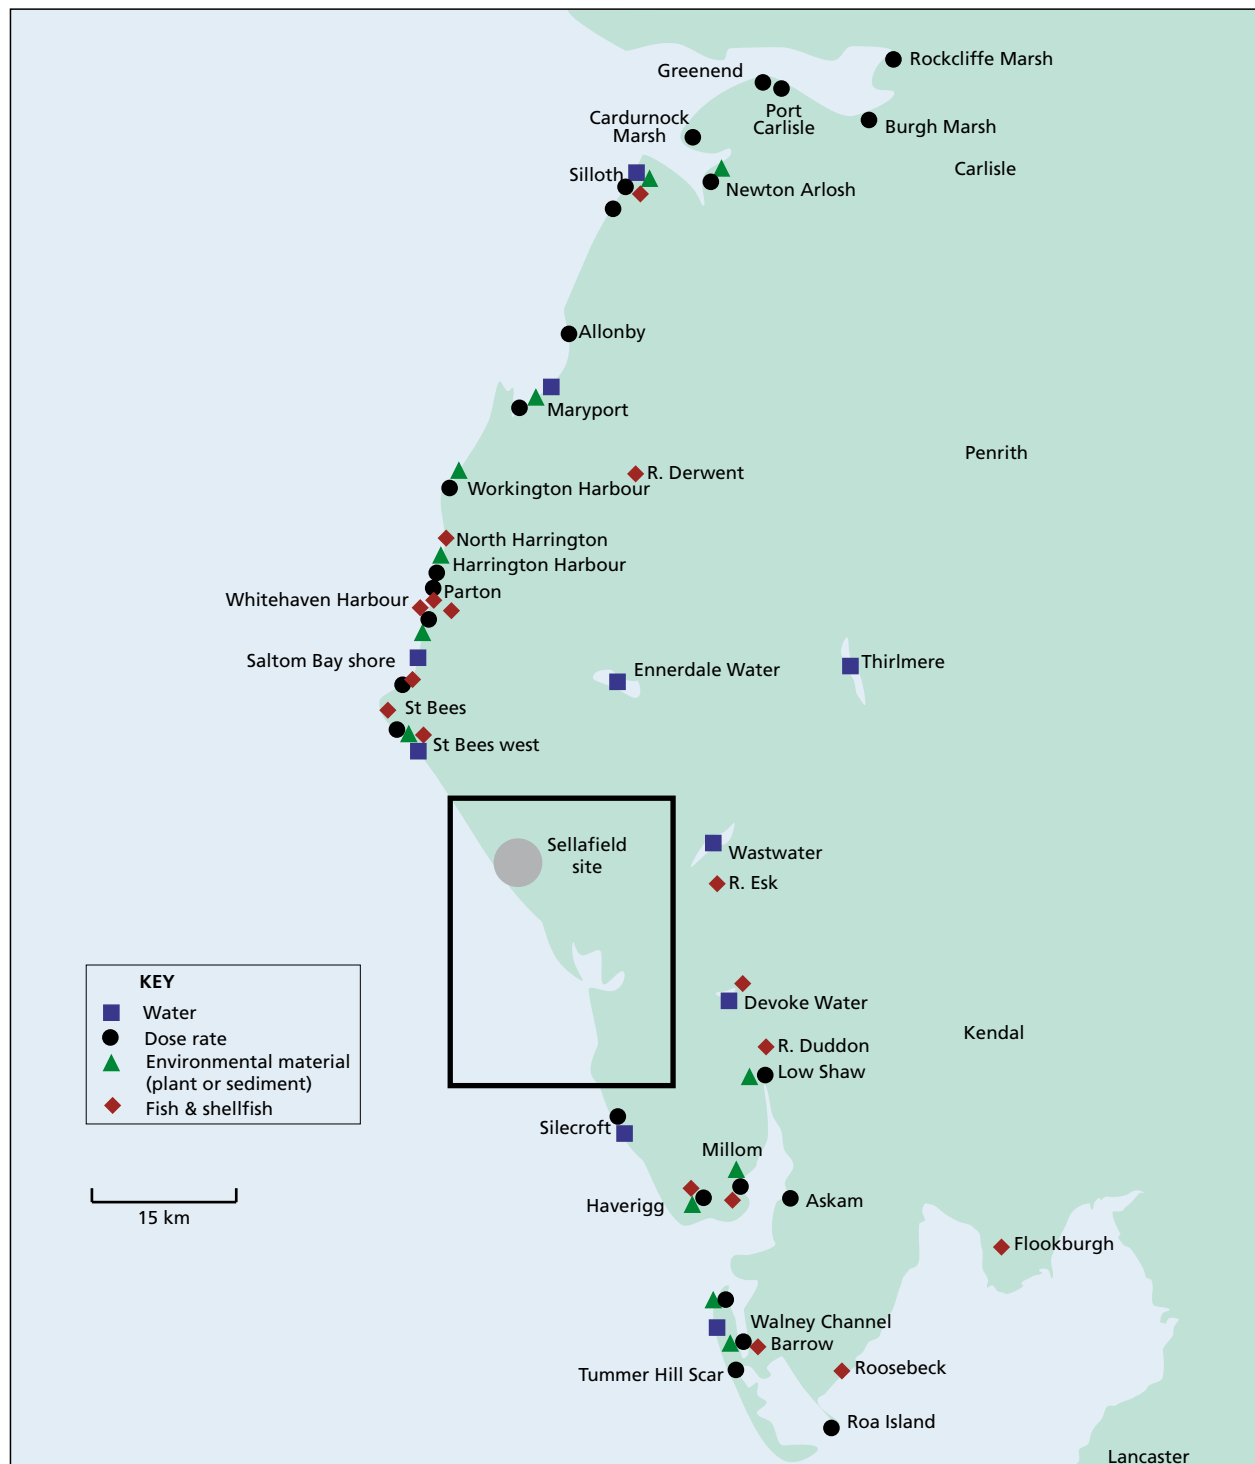 Rockcliffe Marsh
Greenend
Port
Carlisle
Cardurnock
Marsh
Burgh Marsh
Carlisle
Silloth
Newton Arlosh
Allonby
Maryport
Penrith
R. Derwent
Workington Harbour
North Harrington
Harrington Harbour
Parton
Whitehaven Harbour
Saltom Bay shore
Ennerdale Water
Thirlmere
St Bees
St Bees west
Sellafield
site
Wastwater
R. Esk
KEY
Water
Dose rate
Environmental material
(plant or sediment)
Fish & shellfish
Devoke Water
Kendal
R. Duddon
Low Shaw
Silecroft
Millom
Haverigg
Askam
15 km
Flookburgh
Walney Channel
Barrow
Tummer Hill Scar
Roosebeck
Roa Island
Lancaster